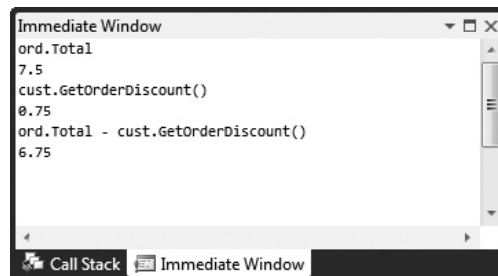 Immediate Window
ord.Total
7.5
cust.GetOrderDiscount()
0.75
ord.Total - cust.GetOrderDiscount()
6.75
Call Stack Immediate Window